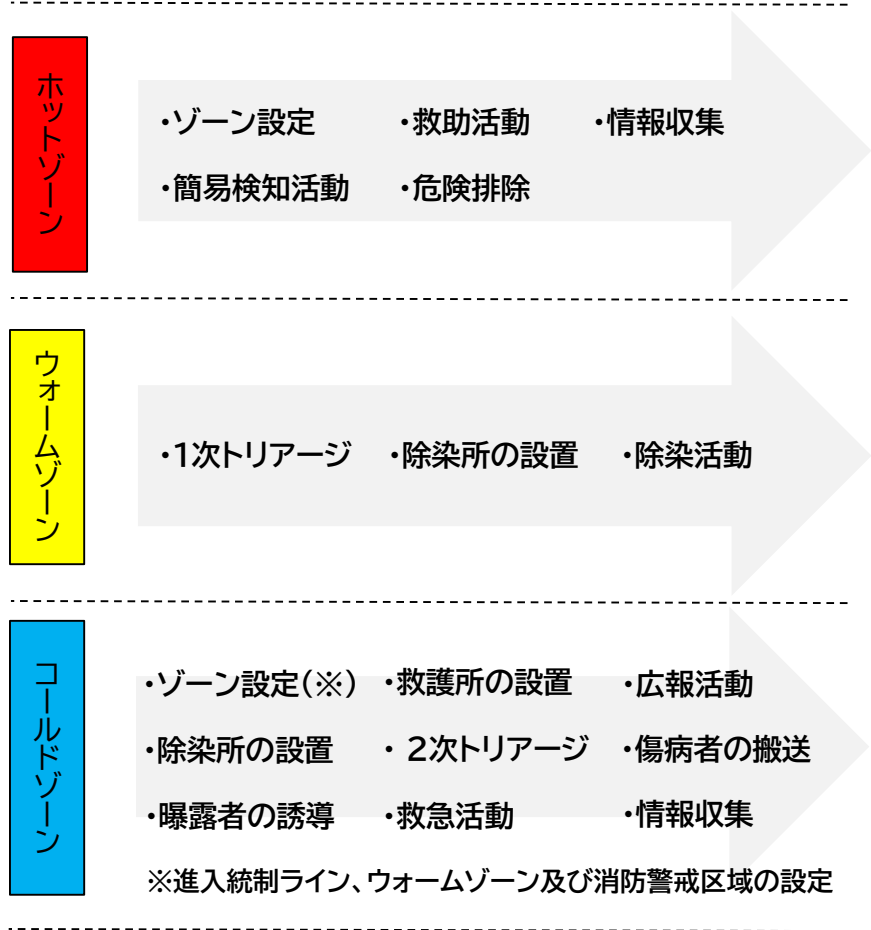 ホットゾーン
・ゾーン設定 ・救助活動 ・情報収集
・簡易検知活動 ・危険排除
ウォームゾーン
・1次トリアージ ・除染所の設置 ・除染活動
コールドゾーン
・ゾーン設定(※) ・救護所の設置 ・広報活動
・除染所の設置 ・ 2次トリアージ ・傷病者の搬送
・曝露者の誘導 ・救急活動 ・情報収集
※進入統制ライン、ウォームゾーン及び消防警戒区域の設定